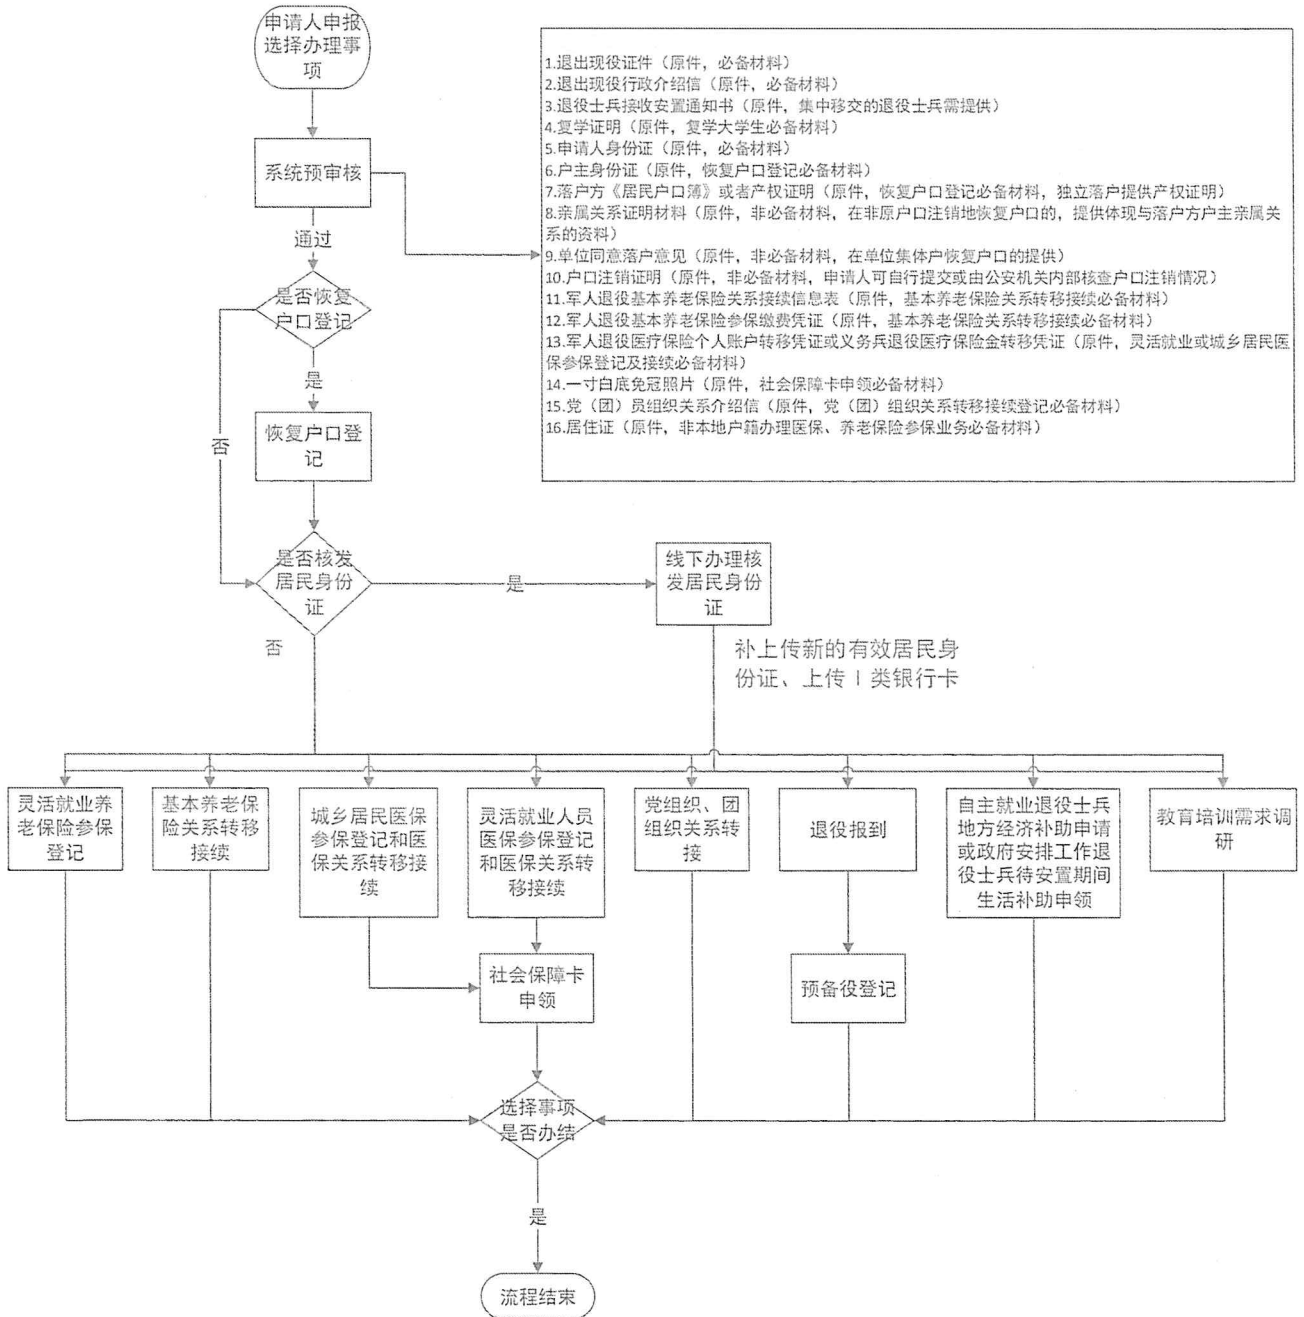 申请人申报
选择办理事
项
1.退出现役证件（原件，必备材料）
2.退出现役行政介绍信（原件，必备材料）
3.退役士兵接收安置通知书（原件，集中移交的退役士兵需提供）
4.复学证明（原件，复学大学生必备材料）
5.申请人身份证（原件，必备材料）
6.户主身份证（原件，恢复户口登记必备材料）
7.落户方《居民户口簿》或者产权证明（原件，恢复户口登记必备材料，独立落户提供产权证明）
8.亲属关系证明材料（原件，非必备材料，在非原户口注销地恢复户口的，提供体现与落户方户主亲属关
系的资料）
9.单位同意落户意见（原件，非必备材料，在单位集体户恢复户口的提供）
10.户口注销证明（原件，非必备材料，申请人可自行提交或由公安机关内部核查户口注销情况）
11.军人退役基本养老保险关系接续信息表（原件，基本养老保险关系转移接续必备材料）
12.军人退役基本养老保险参保缴费凭证（原件，基本养老保险关系转移接续必备材料）
13.军人退役医疗保险个人账户转移凭证或义务兵退役医疗保险金转移凭证（原件，灵活就业或城乡居民医
保参保登记及接续必备材料）
14.一寸白底免冠照片（原件，社会保障卡申领必备材料）
15.党（团）员组织关系介绍信（原件，党（团）组织关系转移接续登记必备材料）
16.居住证（原件，非本地户籍办理医保、养老保险参保业务必备材料）
系统预审核
通过
是否恢复
户口登记
是
否
恢复户口登
记
是否核发
居民身份
证
是
线下办理核
发居民身份
证
否
补上传新的有效居民身
份证、上传Ⅰ类银行卡
灵活就业养
老保险参保
登记
基本养老保
险关系转移
接续
城乡居民医保
参保登记和医
保关系转移接
续
灵活就业人员
医保参保登记
和医保关系转
移接续
党组织、团
组织关系转
接
退役报到
自主就业退役士兵
地方经济补助申请
或政府安排工作退
役士兵待安置期间
生活补助申领
教育培训需求调
研
社会保障卡
申领
预备役登记
选择事项
是否办结
是
流程结束